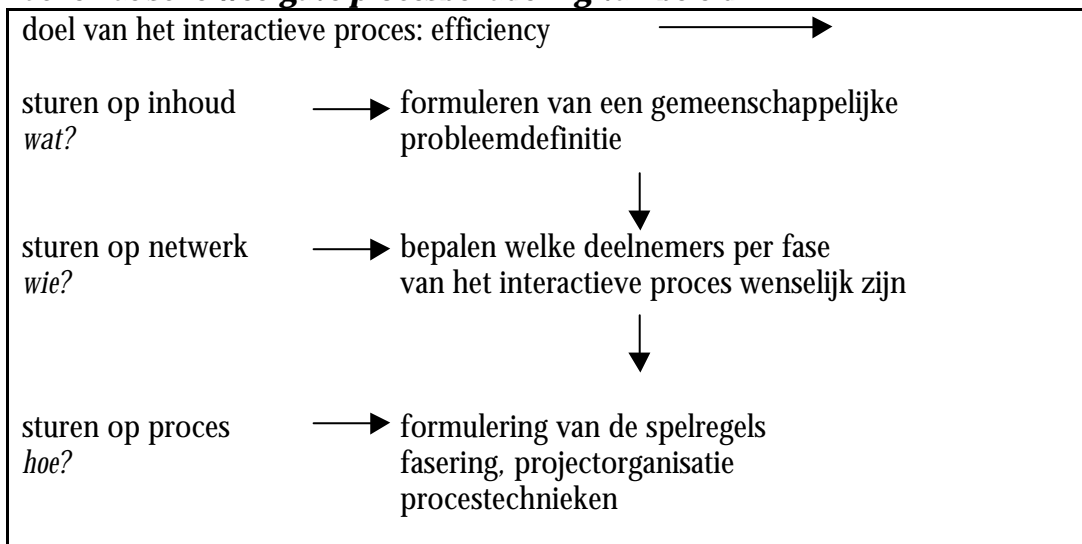 doel van het interactieve proces: efficiency
sturen op inhoud
wat?
formuleren van een gemeenschappelijke
probleemdefinitie
sturen op netwerk
wie?
bepalen welke deelnemers per fase
van het interactieve proces wenselijk zijn
sturen op proces
hoe?
formulering van de spelregels
fasering, projectorganisatie
procestechnieken